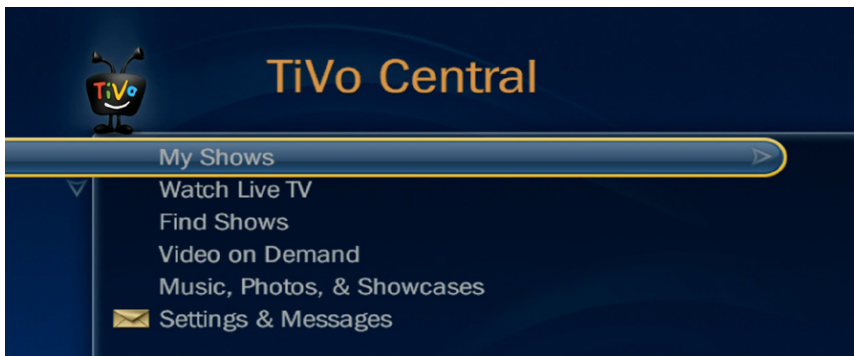 TiVo
TiVo Central
My Shows
Watch Live TV
Find Shows
Video on Demand
Music, Photos, & Showcases
Settings & Messages